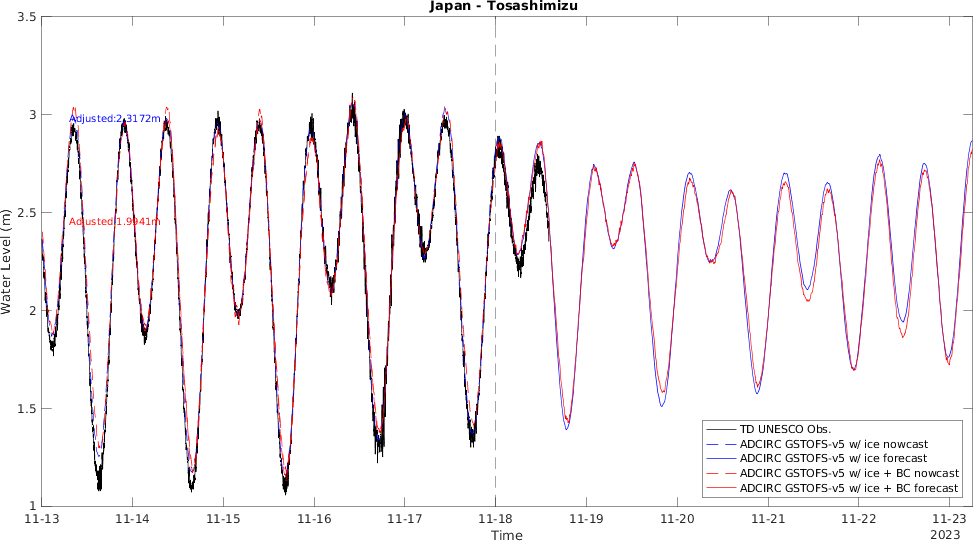 Japan - Tosashimizu
Water Level (m)
3.5
3
2.5
2
1.5
1
Adjusted:2.3172m
Adjusted:1.9941m
TD UNESCO Obs.
ADCIRC GSTOFS-v5 w/ ice nowcast
ADCIRC GSTOFS-v5 w/ ice forecast
ADCIRC GSTOFS-v5 w/ ice + BC nowcast
ADCIRC GSTOFS-v5 w/ ice + BC forecast
11-13 11-14 11-15 11-16 11-17 11-18 11-19 11-20 11-21 11-22 11-23
2023
Time